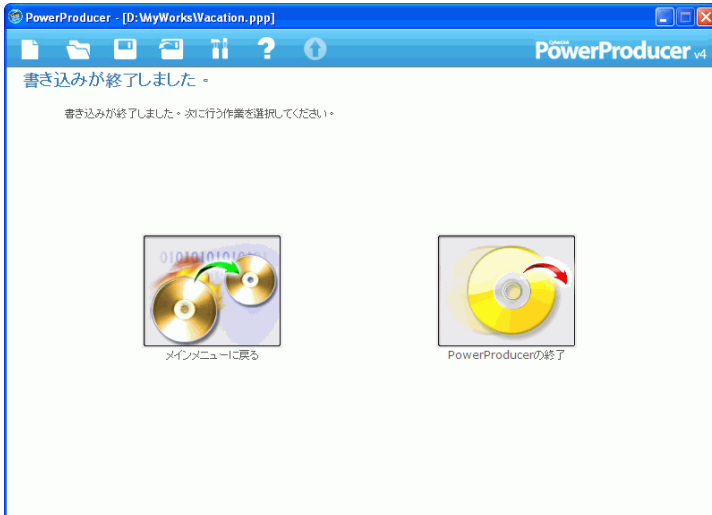 PowerProducer - [D:\MyWorks\Vacation.ppp]
CyberLink
PowerProducer v4
書き込みが終了しました。
書き込みが終了しました。次に行う作業を選択してください。
01010101010
メインメニューに戻る
PowerProducerの終了